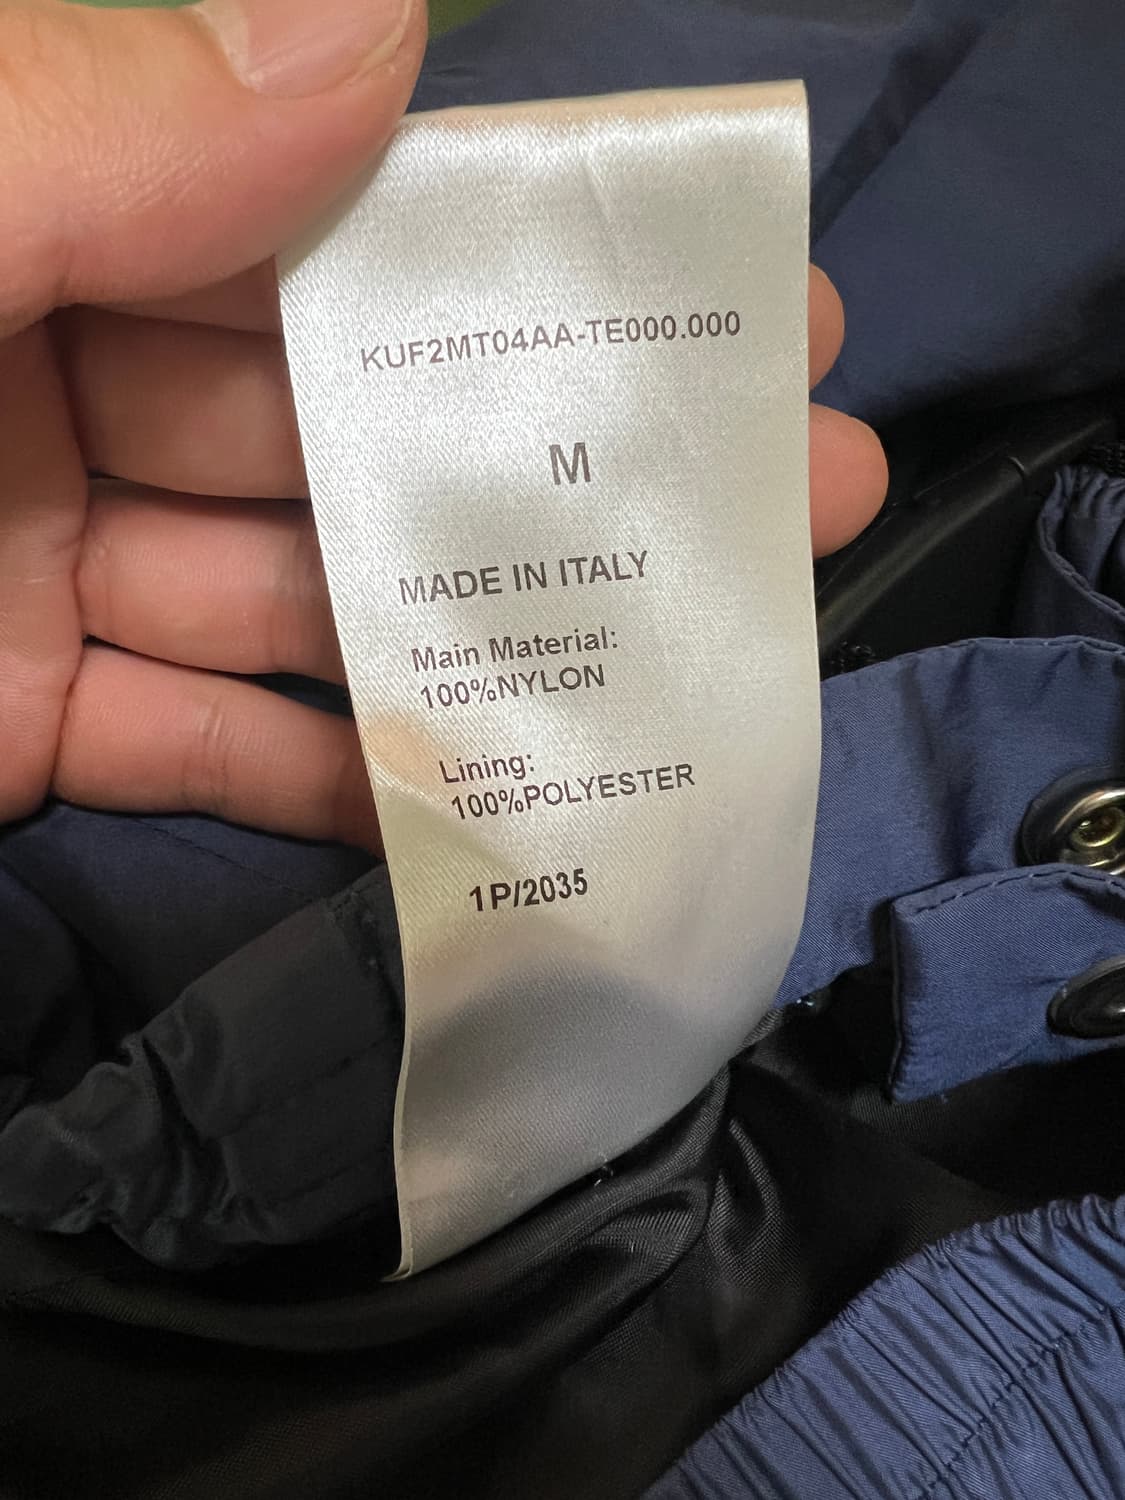 KUF2MT04AA-TE000.000
M
MADE IN ITALY
Main Material:
100%NYLON
Lining:
100%POLYESTER
1P/2035